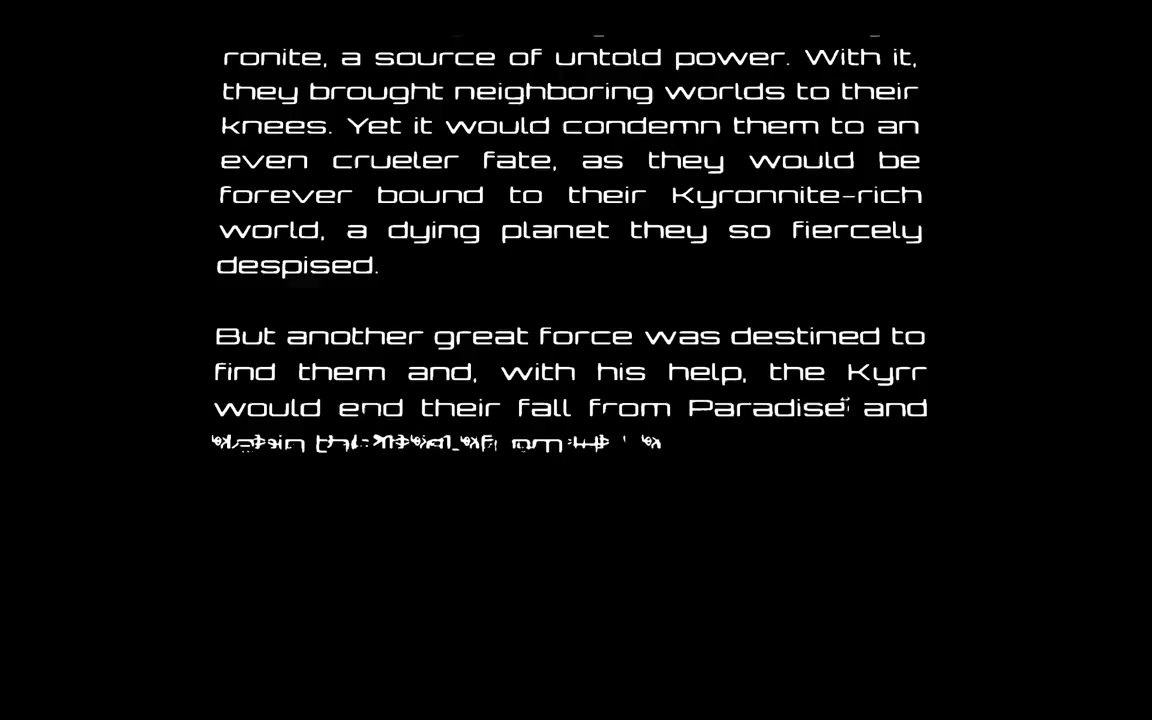 ronite, a source of untold power. With it,
they brought neighboring worlds to their
knees. Yet it would condemn them to an
even crueler fate, as they would be
forever bound to their Kyronnite-rich
world, a dying planet they so fiercely
despised.
But another great force was destined to
find them and, with his help, the Kyrr
would end their fall from Paradise and